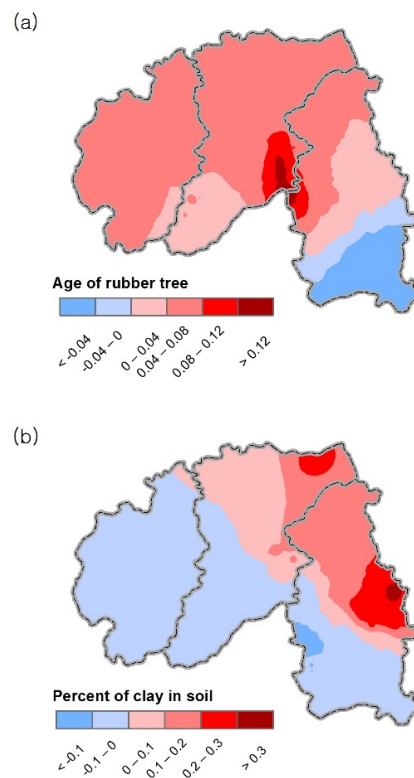 (a)
Age of rubber tree
< -0.04
-0.04 – 0
0 – 0.04
0.04 – 0.08
0.08 – 0.12
> 0.12
(b)
Percent of clay in soil
< -0.1
-0.1 – 0
0 – 0.1
0.1 – 0.2
0.2 – 0.3
> 0.3